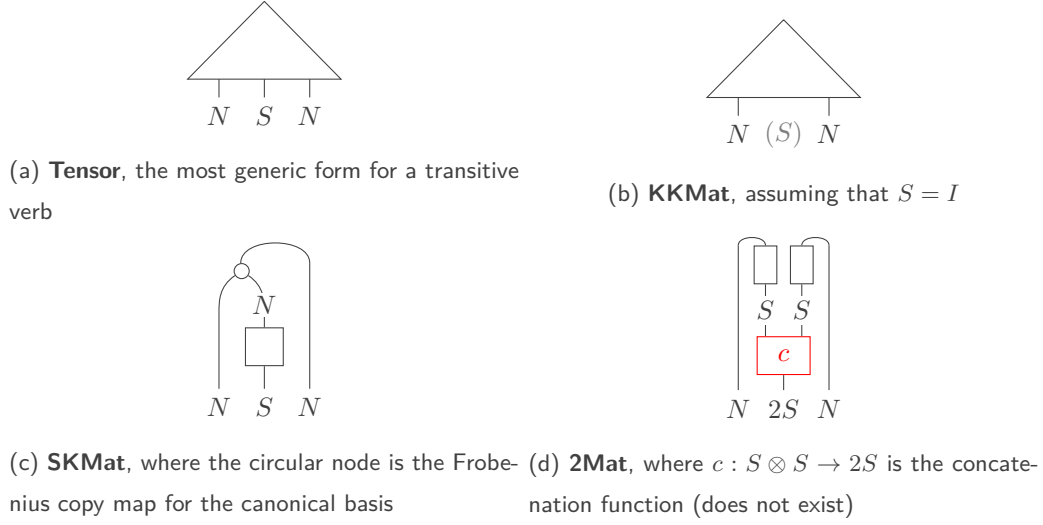 N S N
N (S) N
(a) Tensor, the most generic form for a transitive
verb
(b) KKMat, assuming that S = I
N
N S N
S S
c
N 2S N
(c) SKMat, where the circular node is the Frobe-
nius copy map for the canonical basis
(d) 2Mat, where c : S ⊗ S → 2S is the concate-
nation function (does not exist)